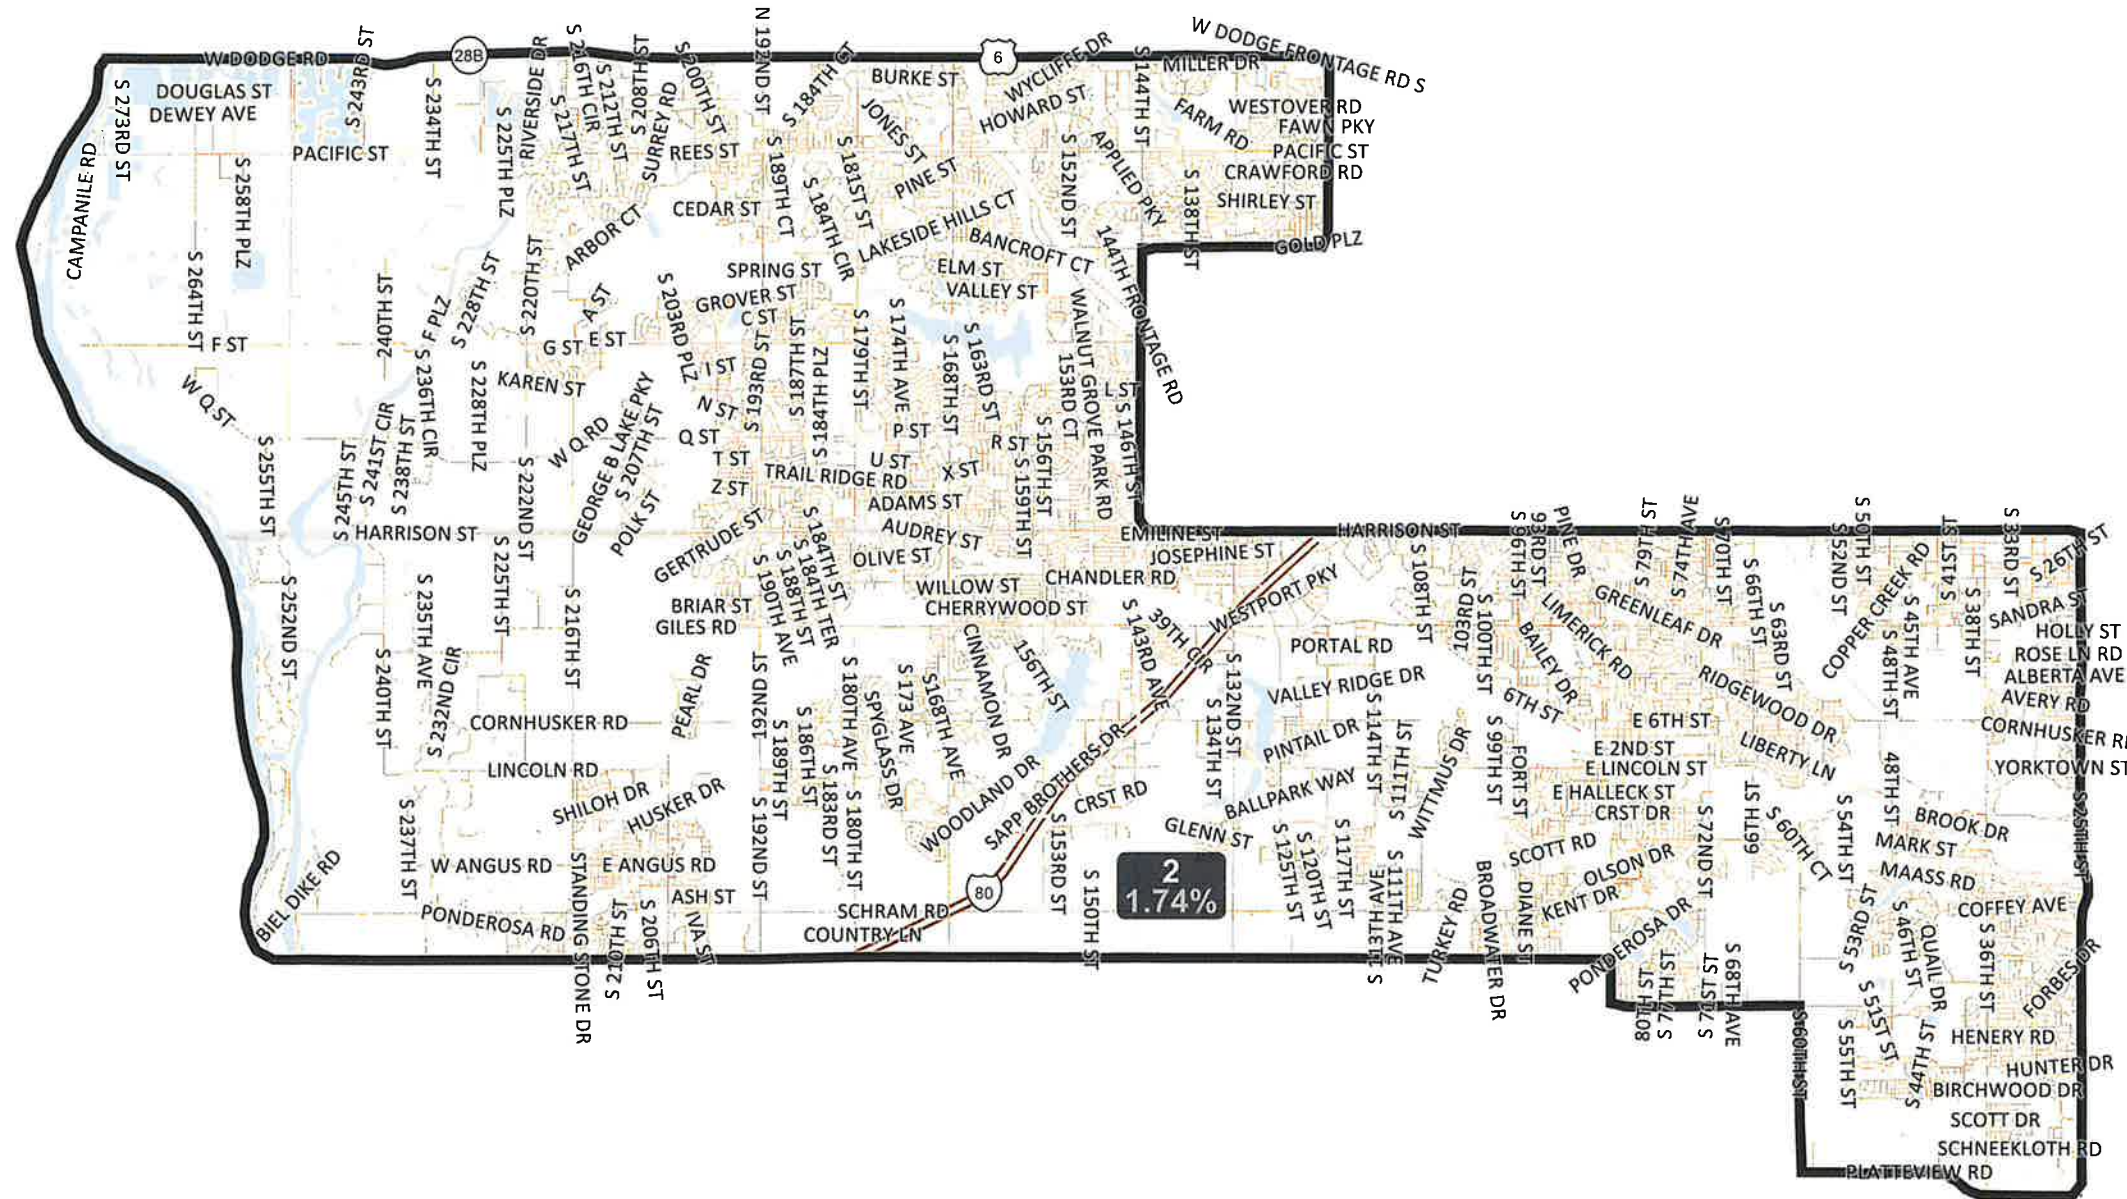 N 192ND ST
W DODGE FRONTAGE RD S
W DODGE RD
S 243RD ST
28B
RIVERSIDE DR
S 216TH CIR
S 212TH ST
S 208TH ST
S 200TH ST
S 184TH CT
BURKE ST
6
WYCLIFFE DR
S 144TH ST
MILLER DR
DOUGLAS ST
DEWEY AVE
S 273RD ST
S 234TH ST
S 225TH PLZ
S 217TH ST
SURREY RD
REES ST
JONES ST
HOWARD ST
FARM RD
WESTOVER RD
FAWN PKY
PACIFIC ST
CRAWFORD RD
SHIRLEY ST
PACIFIC ST
CAMPANILE RD
S 258TH PLZ
S 189TH CT
S 181ST ST
S 184TH CIR
PINE ST
S 152ND ST
APPLIED PKY
S 138TH ST
CEDAR ST
ARBOR CT
LAKESIDE HILLS CT
BANCROFT CT
144TH FRONTAGE RD
GOLD PLZ
S 264TH ST
240TH ST
S 228TH ST
S 220TH ST
SPRING ST
ELM ST
VALLEY ST
GROVER ST
C ST
A ST
S 203RD PLZ
F ST
S F PLZ
S 236TH CIR
G ST
E ST
I ST
S 193RD ST
S 187TH ST
S 184TH PLZ
S 179TH ST
S 174TH AVE
S 168TH ST
S 163RD ST
153RD CT
WALNUT GROVE PARK RD
L ST
S 146TH ST
KAREN ST
S 228TH PLZ
W Q ST
W Q RD
GEORGE B LAKE PKY
S 207TH ST
N ST
Q ST
P ST
R ST
S 156TH ST
S 159TH ST
T ST
U ST
X ST
TRAIL RIDGE RD
Z ST
ADAMS ST
S 255TH ST
S 245TH ST
S 241ST CIR
S 238TH ST
S 222ND ST
POLK ST
AUDREY ST
GERTRUDE ST
S 184TH ST
OLIVE ST
HARRISON ST
EMILINE ST
JOSEPHINE ST
HARRISON ST
S 96TH ST
93RD ST
PINE DR
S 79TH ST
S 74TH AVE
S 70TH ST
S 52ND ST
S 50TH ST
S 41ST ST
S 33RD ST
S 26TH ST
S 252ND ST
S 235TH AVE
S 225TH ST
S 216TH ST
S 190TH AVE
S 188TH ST
S 184TH TER
WILLOW ST
CHERRYWOOD ST
CHANDLER RD
WESTPORT PKY
S 108TH ST
103RD ST
S 100TH ST
LIMERICK RD
GREENLEAF DR
S 66TH ST
S 63RD ST
COPPER CREEK RD
S 45TH AVE
S 48TH ST
S 38TH ST
SANDRA ST
HOLLY ST
ROSE LN RD
ALBERTA AVE
AVERY RD
CORNHUSKER RD
YORKTOWN ST
BRIAR ST
GILES RD
S 143RD AVE
39TH CIR
PORTAL RD
BAILEY DR
S 240TH ST
S 232ND CIR
PEARL DR
192ND ST
S 180TH AVE
S 173 AVE
S168TH AVE
CINNAMON DR
156TH ST
S 132ND ST
VALLEY RIDGE DR
S 114TH ST
6TH ST
RIDGEWOOD DR
E 6TH ST
CORNHUSKER RD
S 189TH ST
S 186TH ST
S 183RD ST
SPYGLASS DR
S 134TH ST
PINTAIL DR
S 111TH ST
WITTMUS DR
S 99TH ST
FORT ST
E 2ND ST
E LINCOLN ST
LIBERTY LN
LINCOLN RD
SHILOH DR
HUSKER DR
S 192ND ST
S 180TH ST
WOODLAND DR
SAPP BROTHERS DR
CRST RD
BALLPARK WAY
E HALLECK ST
CRST DR
66TH ST
S 60TH CT
S 54TH ST
48TH ST
BROOK DR
S 25TH ST
S 237TH ST
GLENN ST
S 125TH ST
S 120TH ST
S 117TH ST
SCOTT RD
OLSON DR
S 72ND ST
MARK ST
MAASS RD
W ANGUS RD
E ANGUS RD
STANDING STONE DR
BIEL DIKE RD
2
1.74%
80
S 153RD ST
S 150TH ST
S 113TH AVE
S 111TH AVE
TURKEY RD
BROADWATER DR
DIANE ST
KENT DR
ASH ST
SCHRAM RD
COUNTRY LN
PONDEROSA RD
S 210TH ST
S 206TH ST
IVA ST
PONDEROSA DR
S 53RD ST
S 46TH ST
QUAIL DR
COFFEY AVE
S 36TH ST
FORBES DR
80TH ST
S 77TH ST
S 71ST ST
S 68TH AVE
S 60TH ST
S 55TH ST
S 51ST ST
S 44TH ST
HENERY RD
HUNTER DR
BIRCHWOOD DR
SCOTT DR
SCHNEEKLOTH RD
PLATTEVIEW RD